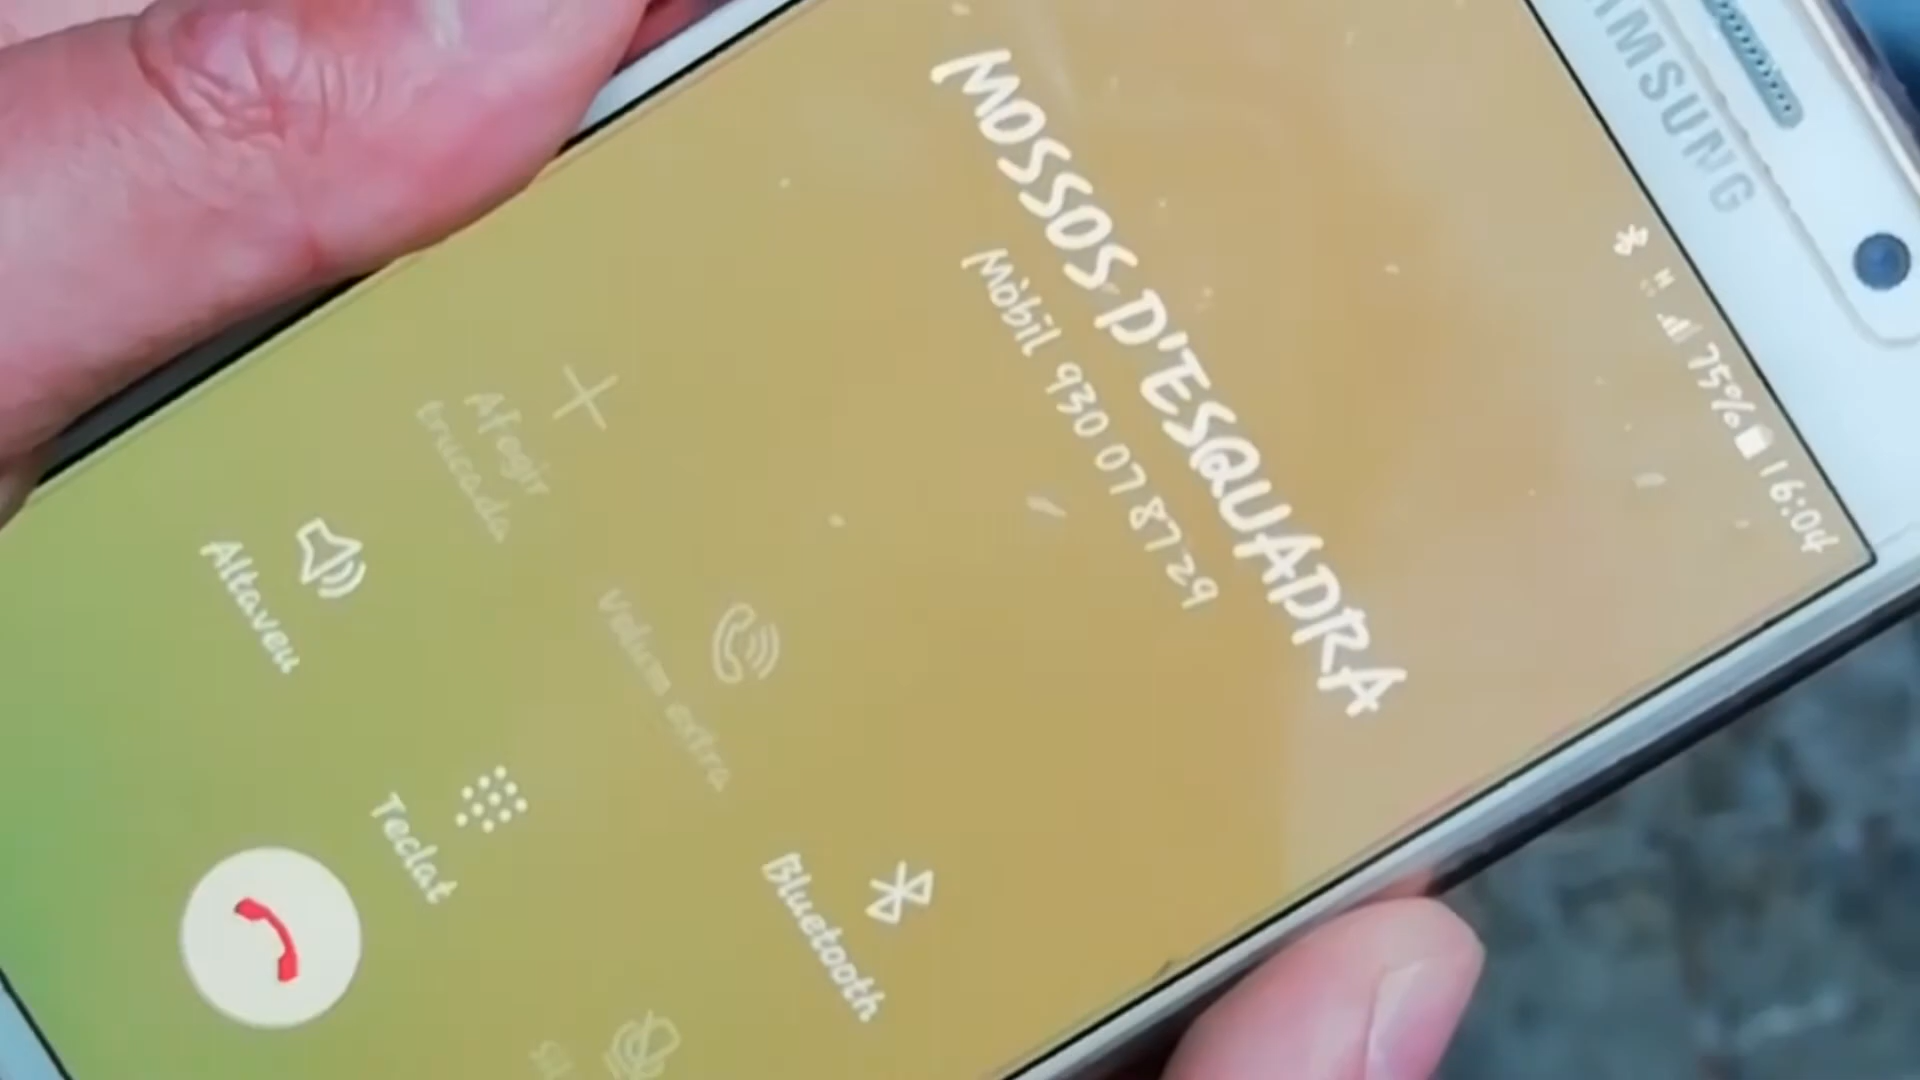 SAMSUNG
75% 16:04
MOSSOS D'ESQUADRA
Mòbil 930 07 87 29
Afegir
trucada
Volum extra
Bluetooth
Altaveu
Teclat